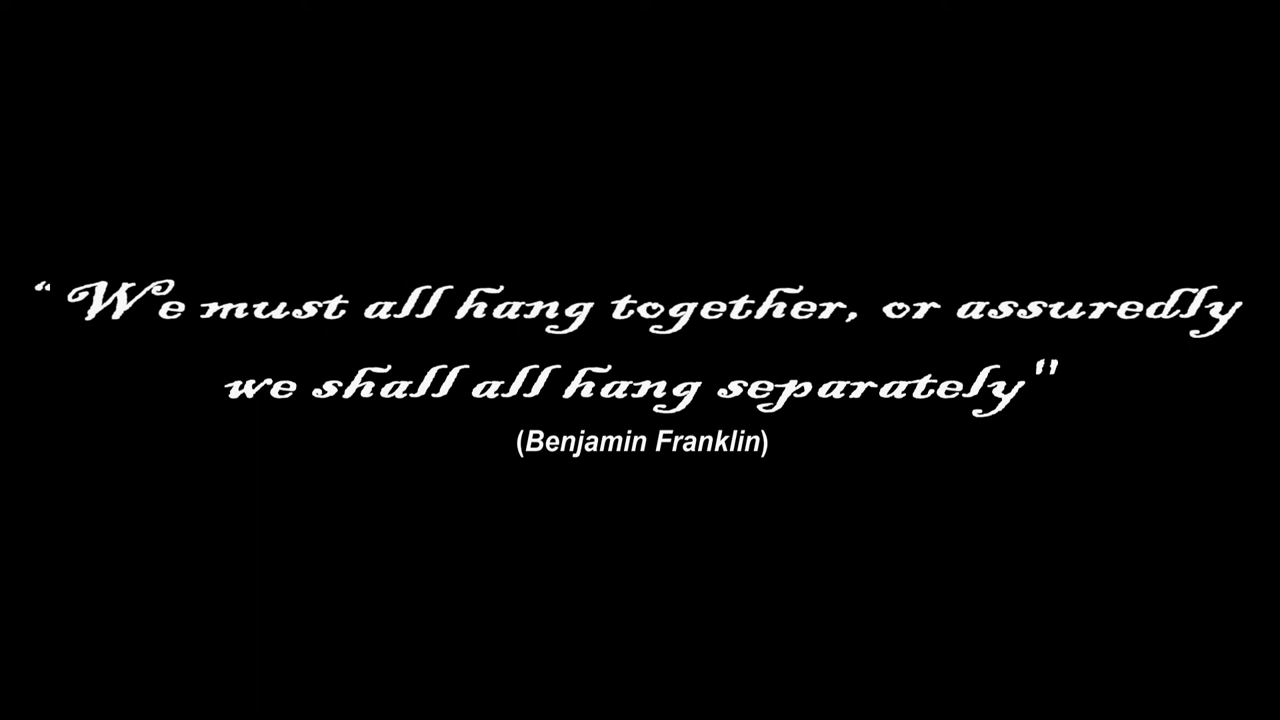 “We must all hang together, or assuredly
we shall all hang separately"
(Benjamin Franklin)